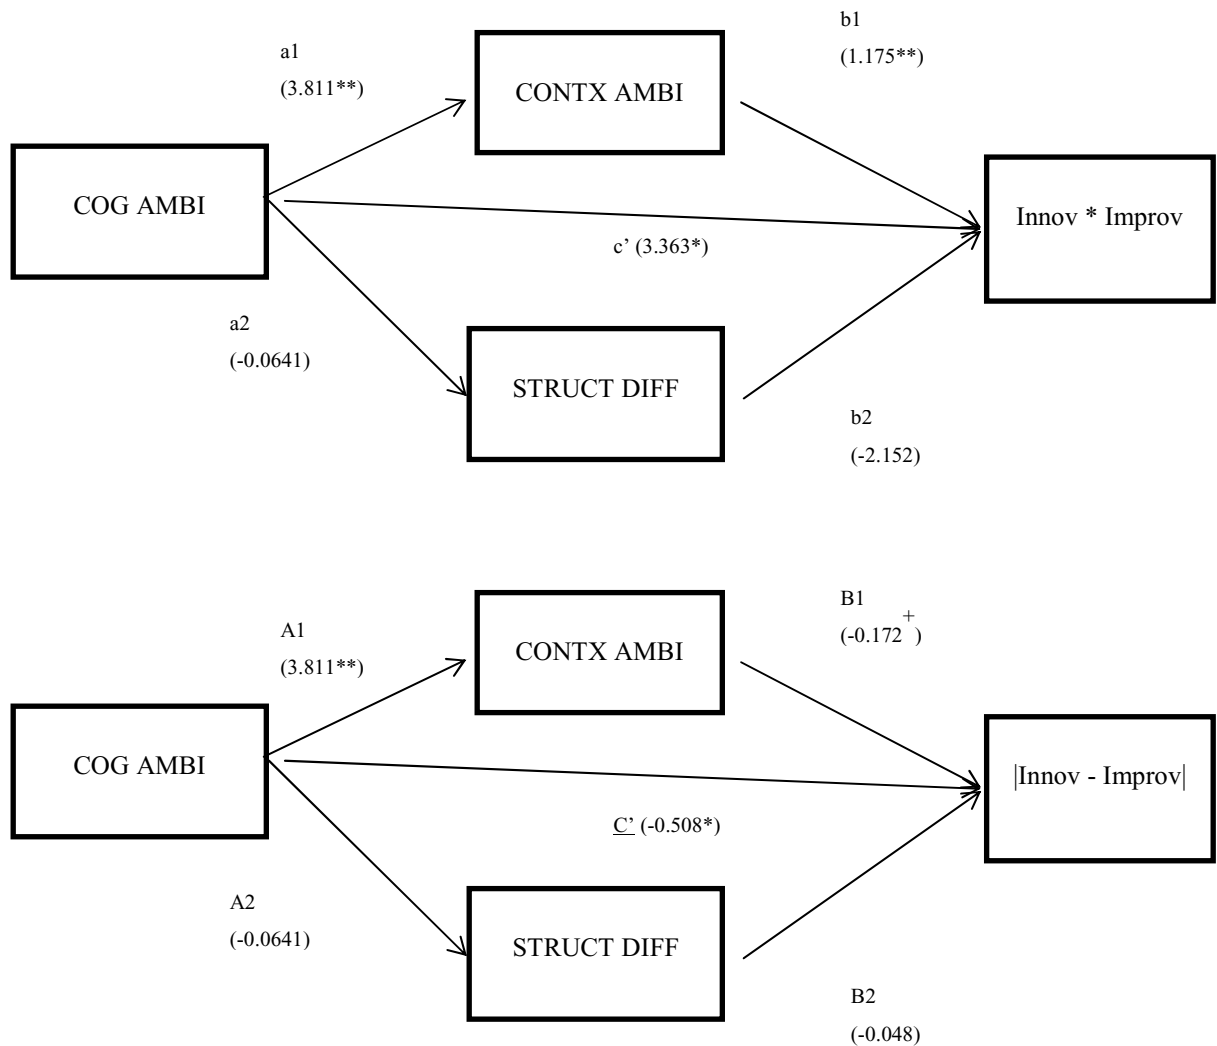 a1
(3.811**)
b1
(1.175**)
CONTX AMBI
COG AMBI
Innov * Improv
c’ (3.363*)
a2
(-0.0641)
STRUCT DIFF
b2
(-2.152)
A1
(3.811**)
B1
(-0.172+)
CONTX AMBI
COG AMBI
|Innov - Improv|
C’ (-0.508*)
A2
(-0.0641)
STRUCT DIFF
B2
(-0.048)